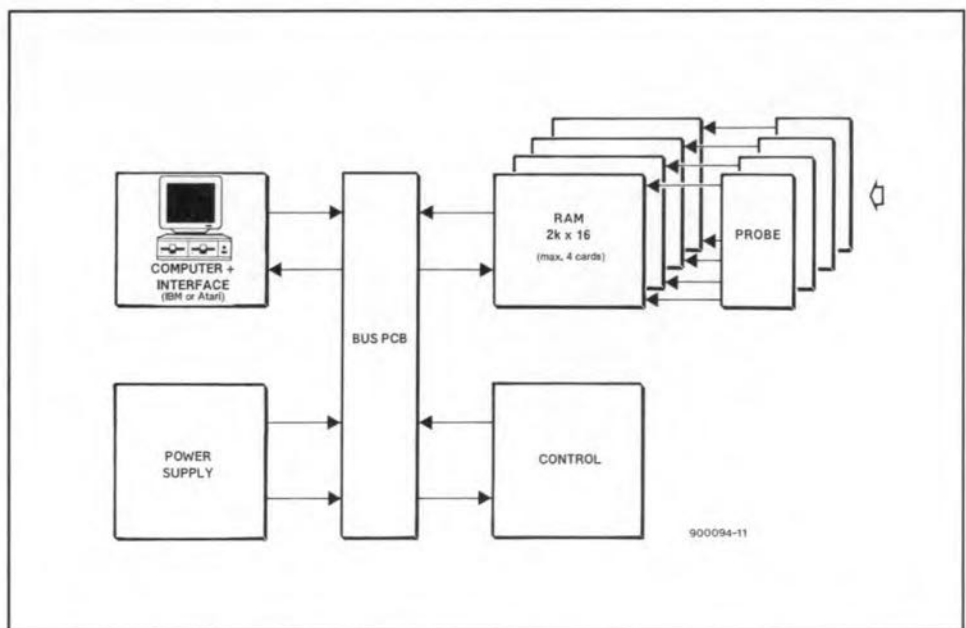 COMPUTER +
INTERFACE
(IBM or Atari)
BUS PCB
RAM
2k x 16
(max. 4 cards)
PROBE
POWER
SUPPLY
CONTROL
900094-11